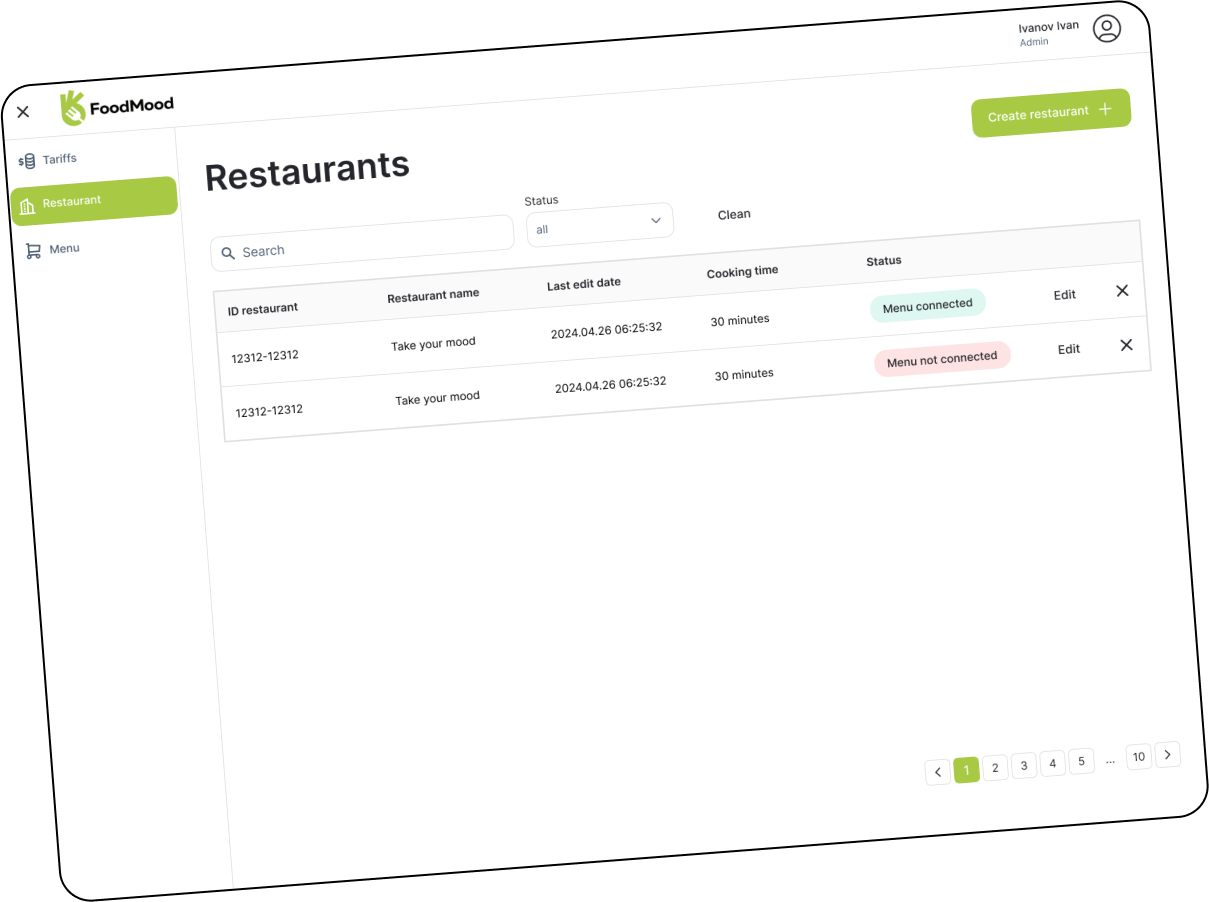 Ivanov Ivan
Admin
FoodMood
Create restaurant
Tariffs
Restaurant
Menu
Restaurants
Search
Status
all
Clean
ID restaurant Restaurant name Last edit date Cooking time Status
12312-12312 Take your mood 2024.04.26 06:25:32 30 minutes Menu connected Edit
12312-12312 Take your mood 2024.04.26 06:25:32 30 minutes Menu not connected Edit
1 2 3 4 5 ... 10